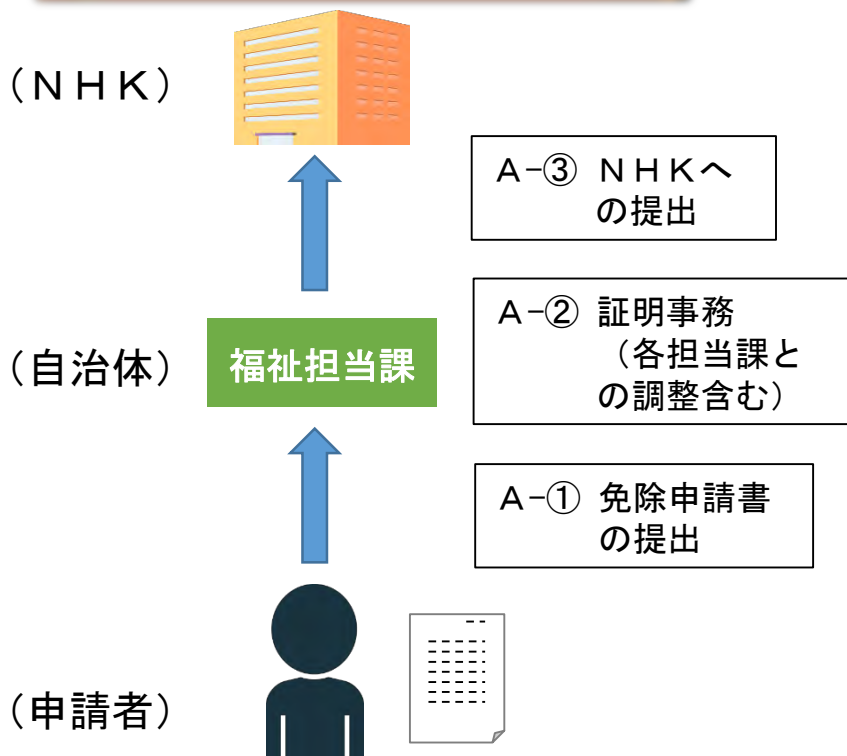 （ＮＨＫ）
Ａ-③ ＮＨＫへ
の提出
（自治体）
福祉担当課
Ａ-② 証明事務
（各担当課と
の調整含む）
Ａ-① 免除申請書
の提出
（申請者）